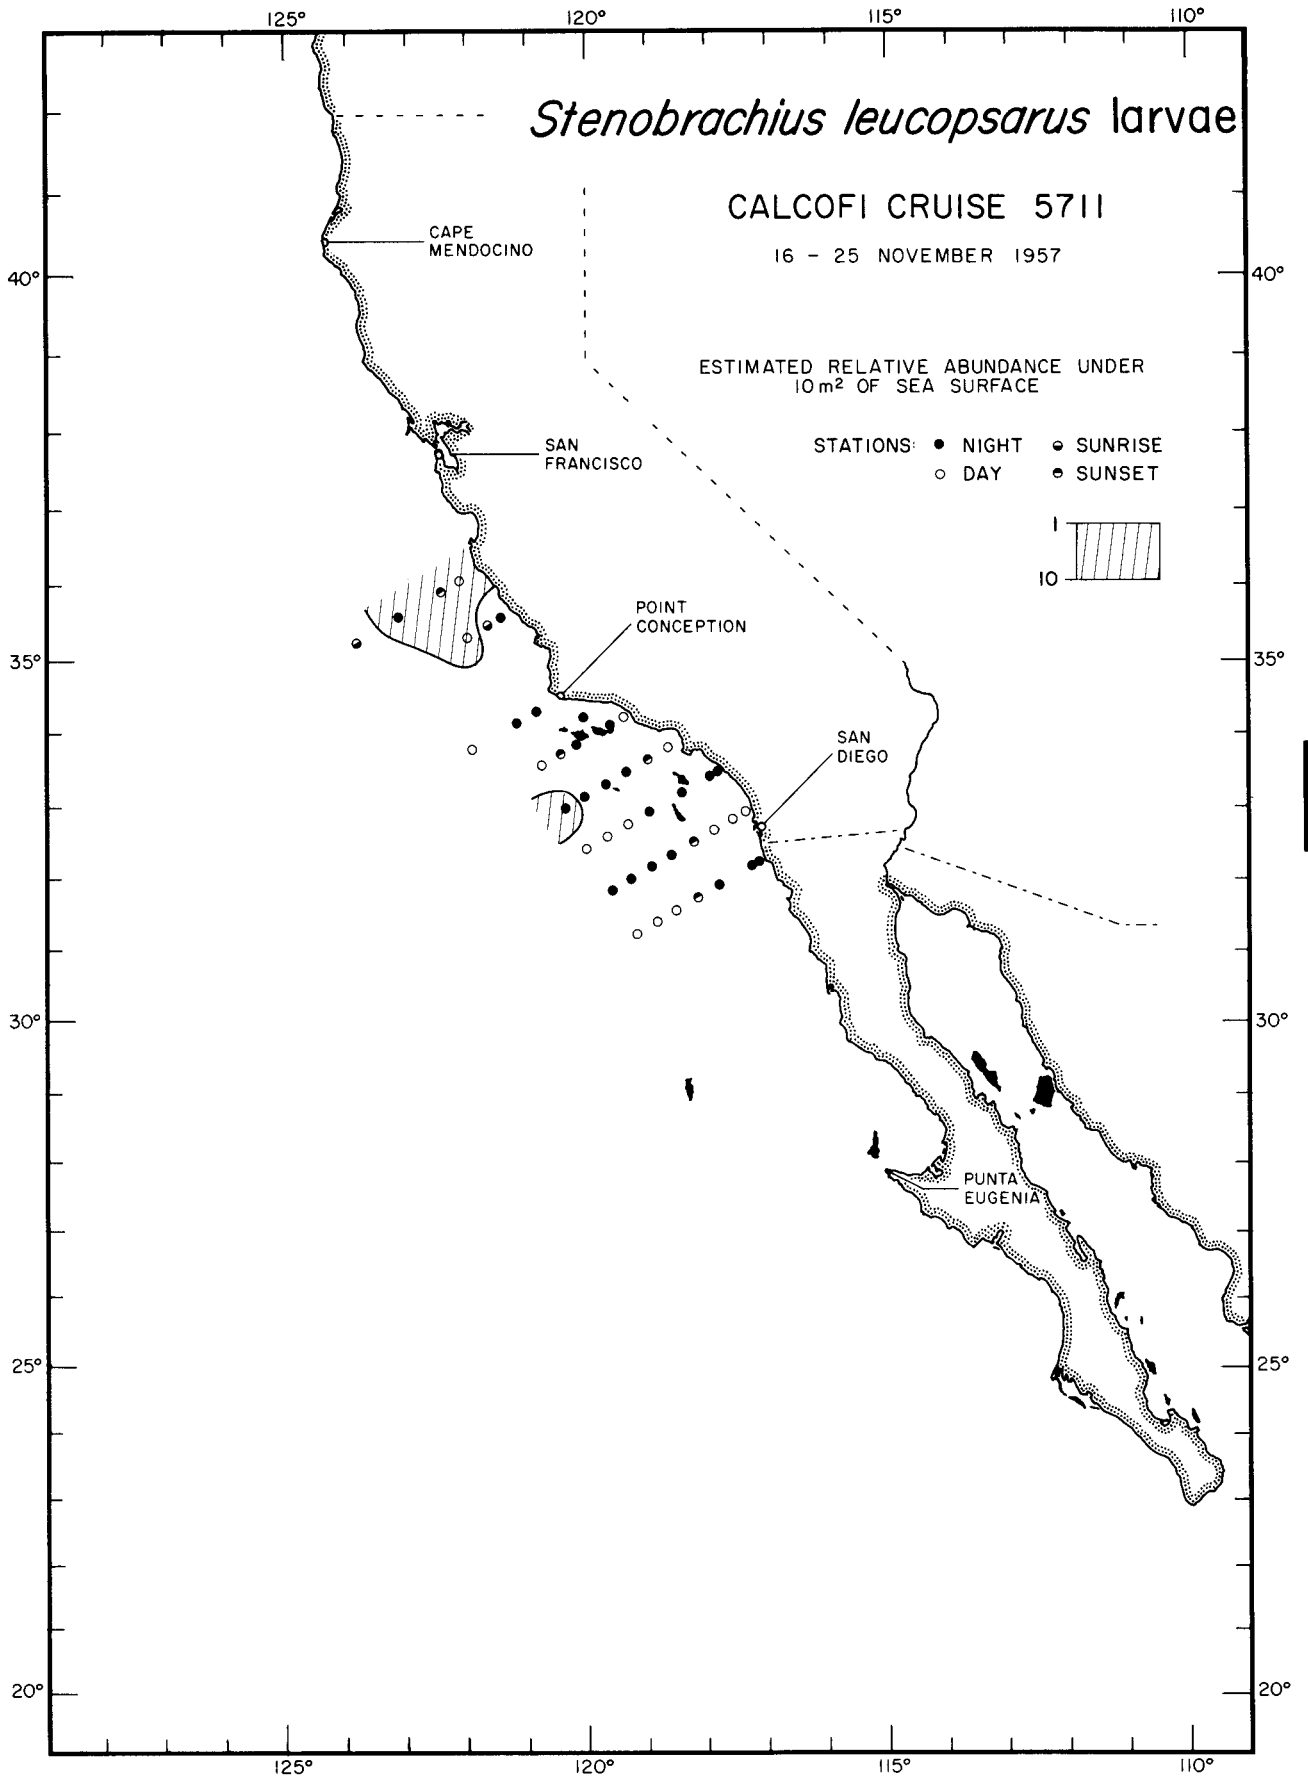 125° 120° 115° 110°
Stenobrachius leucopsarus larvae
CALCOFI CRUISE 5711
16 - 25 NOVEMBER 1957
CAPE
MENDOCINO
40° 40°
ESTIMATED RELATIVE ABUNDANCE UNDER
10 m² OF SEA SURFACE
STATIONS: NIGHT SUNRISE
DAY SUNSET
SAN
FRANCISCO
1
10
POINT
CONCEPTION
35° 35°
SAN
DIEGO
30° 30°
PUNTA
EUGENIA
25° 25°
20° 20°
125° 120° 115° 110°